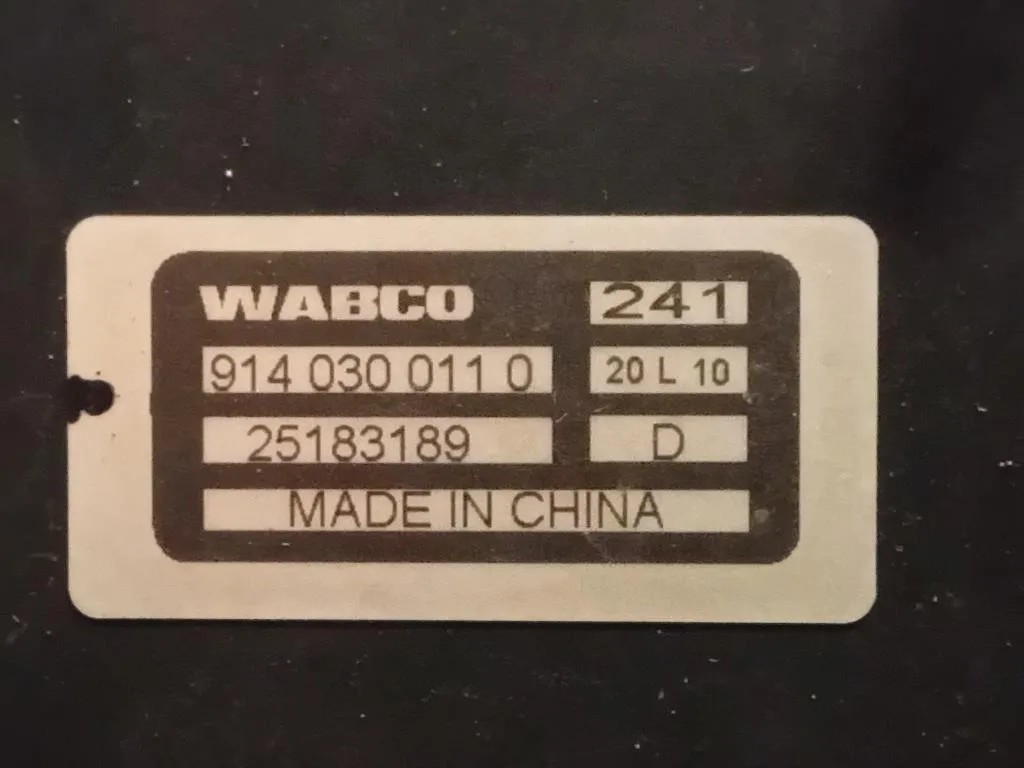 WABCO 241
914 030 011 0 20 L 10
25183189 D
MADE IN CHINA